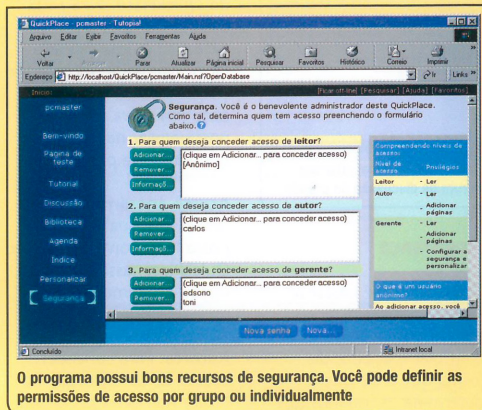 QuickPlace - pcmaster - Tutopia!
Arquivo Editar Exibir Favoritos Ferramentas Ajuda
Voltar Avançar Parar Atualizar Página inicial Pesquisar Favoritos Histórico Correio Imprimir
Endereço http://localhost/QuickPlace/pcmaster/Main.nsf?OpenDatabase Ir Links »
Início [Ficar off-line] [Pesquisar] [Ajuda] [Favoritos]
pcmaster
Bem-vindo
Página de teste
Tutorial
Discussão
Biblioteca
Agenda
Índice
Personalizar
Segurança
Segurança. Você é o benevolente administrador deste QuickPlace.
Como tal, determina quem tem acesso preenchendo o formulário
abaixo.
1. Para quem deseja conceder acesso de leitor?
Adicionar... (clique em Adicionar... para conceder acesso)
Remover... [Anônimo]
Informaçõ...
2. Para quem deseja conceder acesso de autor?
Adicionar... (clique em Adicionar... para conceder acesso)
Remover... carlos
Informaçõ...
3. Para quem deseja conceder acesso de gerente?
Adicionar... (clique em Adicionar... para conceder acesso)
Remover... edsono
toni
Compreendendo níveis de
acesso:
Nível de acesso Privilégios
Leitor - Ler
Autor - Ler
- Adicionar páginas
Gerente - Ler
- Adicionar páginas
- Configurar a segurança e personalizar
O que é um usuário
anônimo?
Ao adicionar acesso, você
Nova senha Nova...
Concluído Intranet local
O programa possui bons recursos de segurança. Você pode definir as
permissões de acesso por grupo ou individualmente